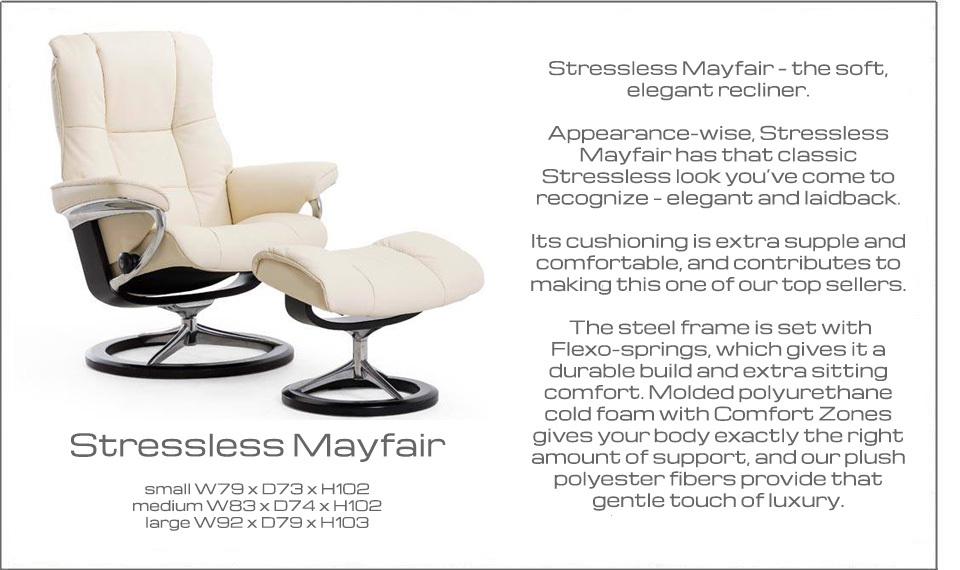 Stressless Mayfair
small W79 x D73 x H102
medium W83 x D74 x H102
large W92 x D79 x H103
Stressless Mayfair - the soft,
elegant recliner.
Appearance-wise, Stressless
Mayfair has that classic
Stressless look you've come to
recognize - elegant and laidback.
Its cushioning is extra supple and
comfortable, and contributes to
making this one of our top sellers.
The steel frame is set with
Flexo-springs, which gives it a
durable build and extra sitting
comfort. Molded polyurethane
cold foam with Comfort Zones
gives your body exactly the right
amount of support, and our plush
polyester fibers provide that
gentle touch of luxury.